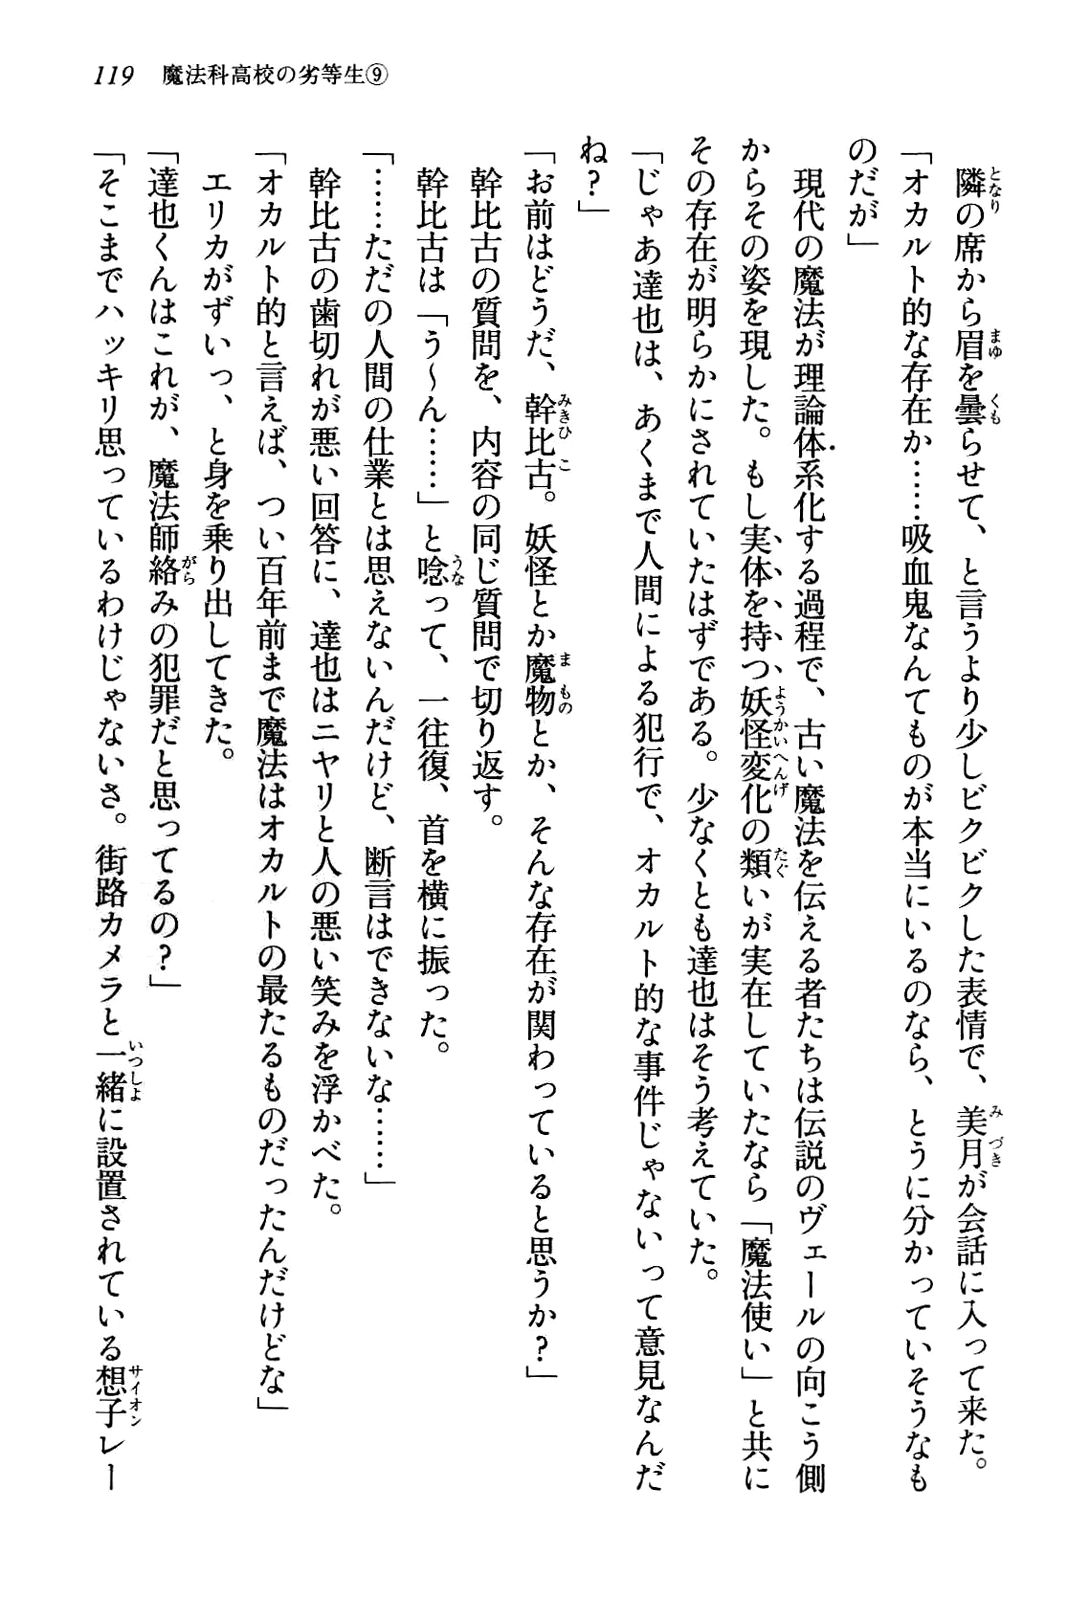 119 魔法科高校の劣等生⑨
隣の席から眉を曇らせて、と言うより少しビクビクした表情で、美月が会話に入って来た。
「オカルト的な存在か……吸血鬼なんてものが本当にいるのなら、とうに分かっていそうなも
のだが」
現代の魔法が理論体系化する過程で、古い魔法を伝える者たちは伝説のヴェールの向こう側
からその姿を現した。もし実体を持つ妖怪変化の類いが実在していたなら「魔法使い」と共に
その存在が明らかにされていたはずである。少なくとも達也はそう考えていた。
「じゃあ達也は、あくまで人間による犯行で、オカルト的な事件じゃないって意見なんだ
ね？」
「お前はどうだ、幹比古。妖怪とか魔物とか、そんな存在が関わっていると思うか？」
幹比古の質問を、内容の同じ質問で切り返す。
幹比古は「う～ん……」と唸って、一往復、首を横に振った。
「……ただの人間の仕業とは思えないんだけど、断言はできないな……」
幹比古の歯切れが悪い回答に、達也はニヤリと人の悪い笑みを浮かべた。
「オカルト的と言えば、つい百年前まで魔法はオカルトの最たるものだったんだけどな」
エリカがずいっ、と身を乗り出してきた。
「達也くんはこれが、魔法師絡みの犯罪だと思ってるの？」
「そこまでハッキリ思っているわけじゃないさ。街路カメラと一緒に設置されている想子レー